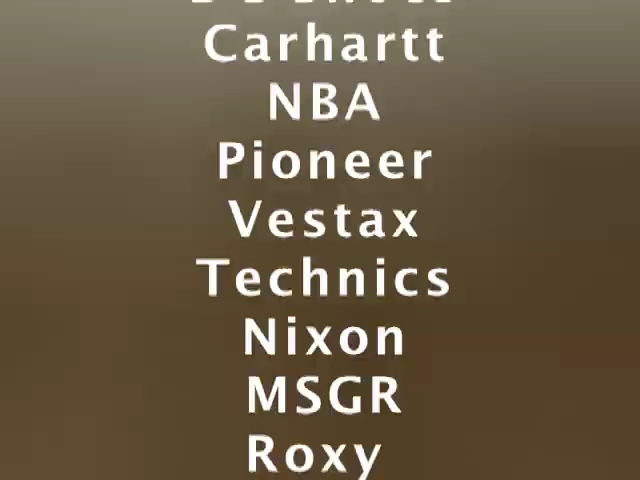 Carhartt
NBA
Pioneer
Vestax
Technics
Nixon
MSGR
Roxy